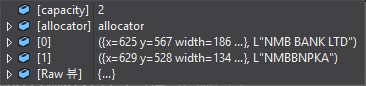 [capacity] 2
[allocator] allocator
[0] ({x=625 y=567 width=186 ...}, L"NMB BANK LTD")
[1] ({x=629 y=528 width=134 ...}, L"NMBBNPKA")
[Raw 뷰] {...}